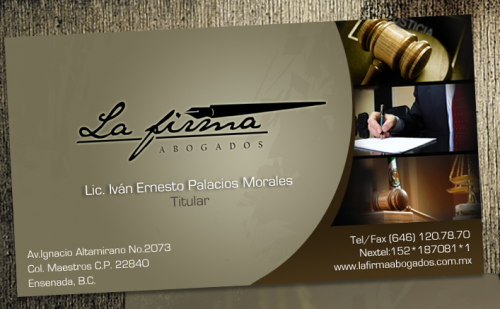 JUSTICIA
La firma
ABOGADOS
Lic. Iván Ernesto Palacios Morales
Titular
Av.Ignacio Altamirano No.2073
Col. Maestros C.P. 22840
Ensenada, B.C.
Tel/Fax (646) 120.78.70
Nextel:152*187081*1
www.lafirmaabogados.com.mx